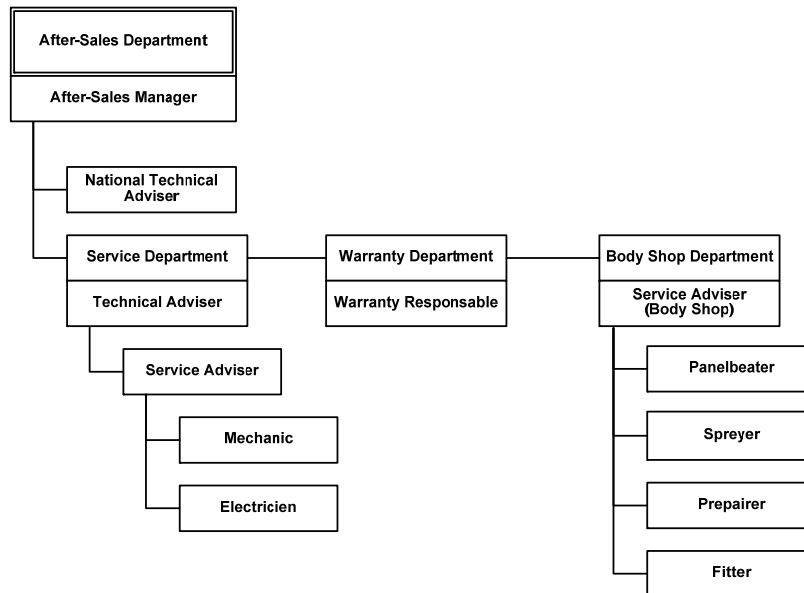 After-Sales Department
After-Sales Manager
National Technical
Adviser
Service Department
Technical Adviser
Service Adviser
Mechanic
Electricien
Warranty Department
Warranty Responsable
Body Shop Department
Service Adviser
(Body Shop)
Panelbeater
Spreyer
Prepairer
Fitter